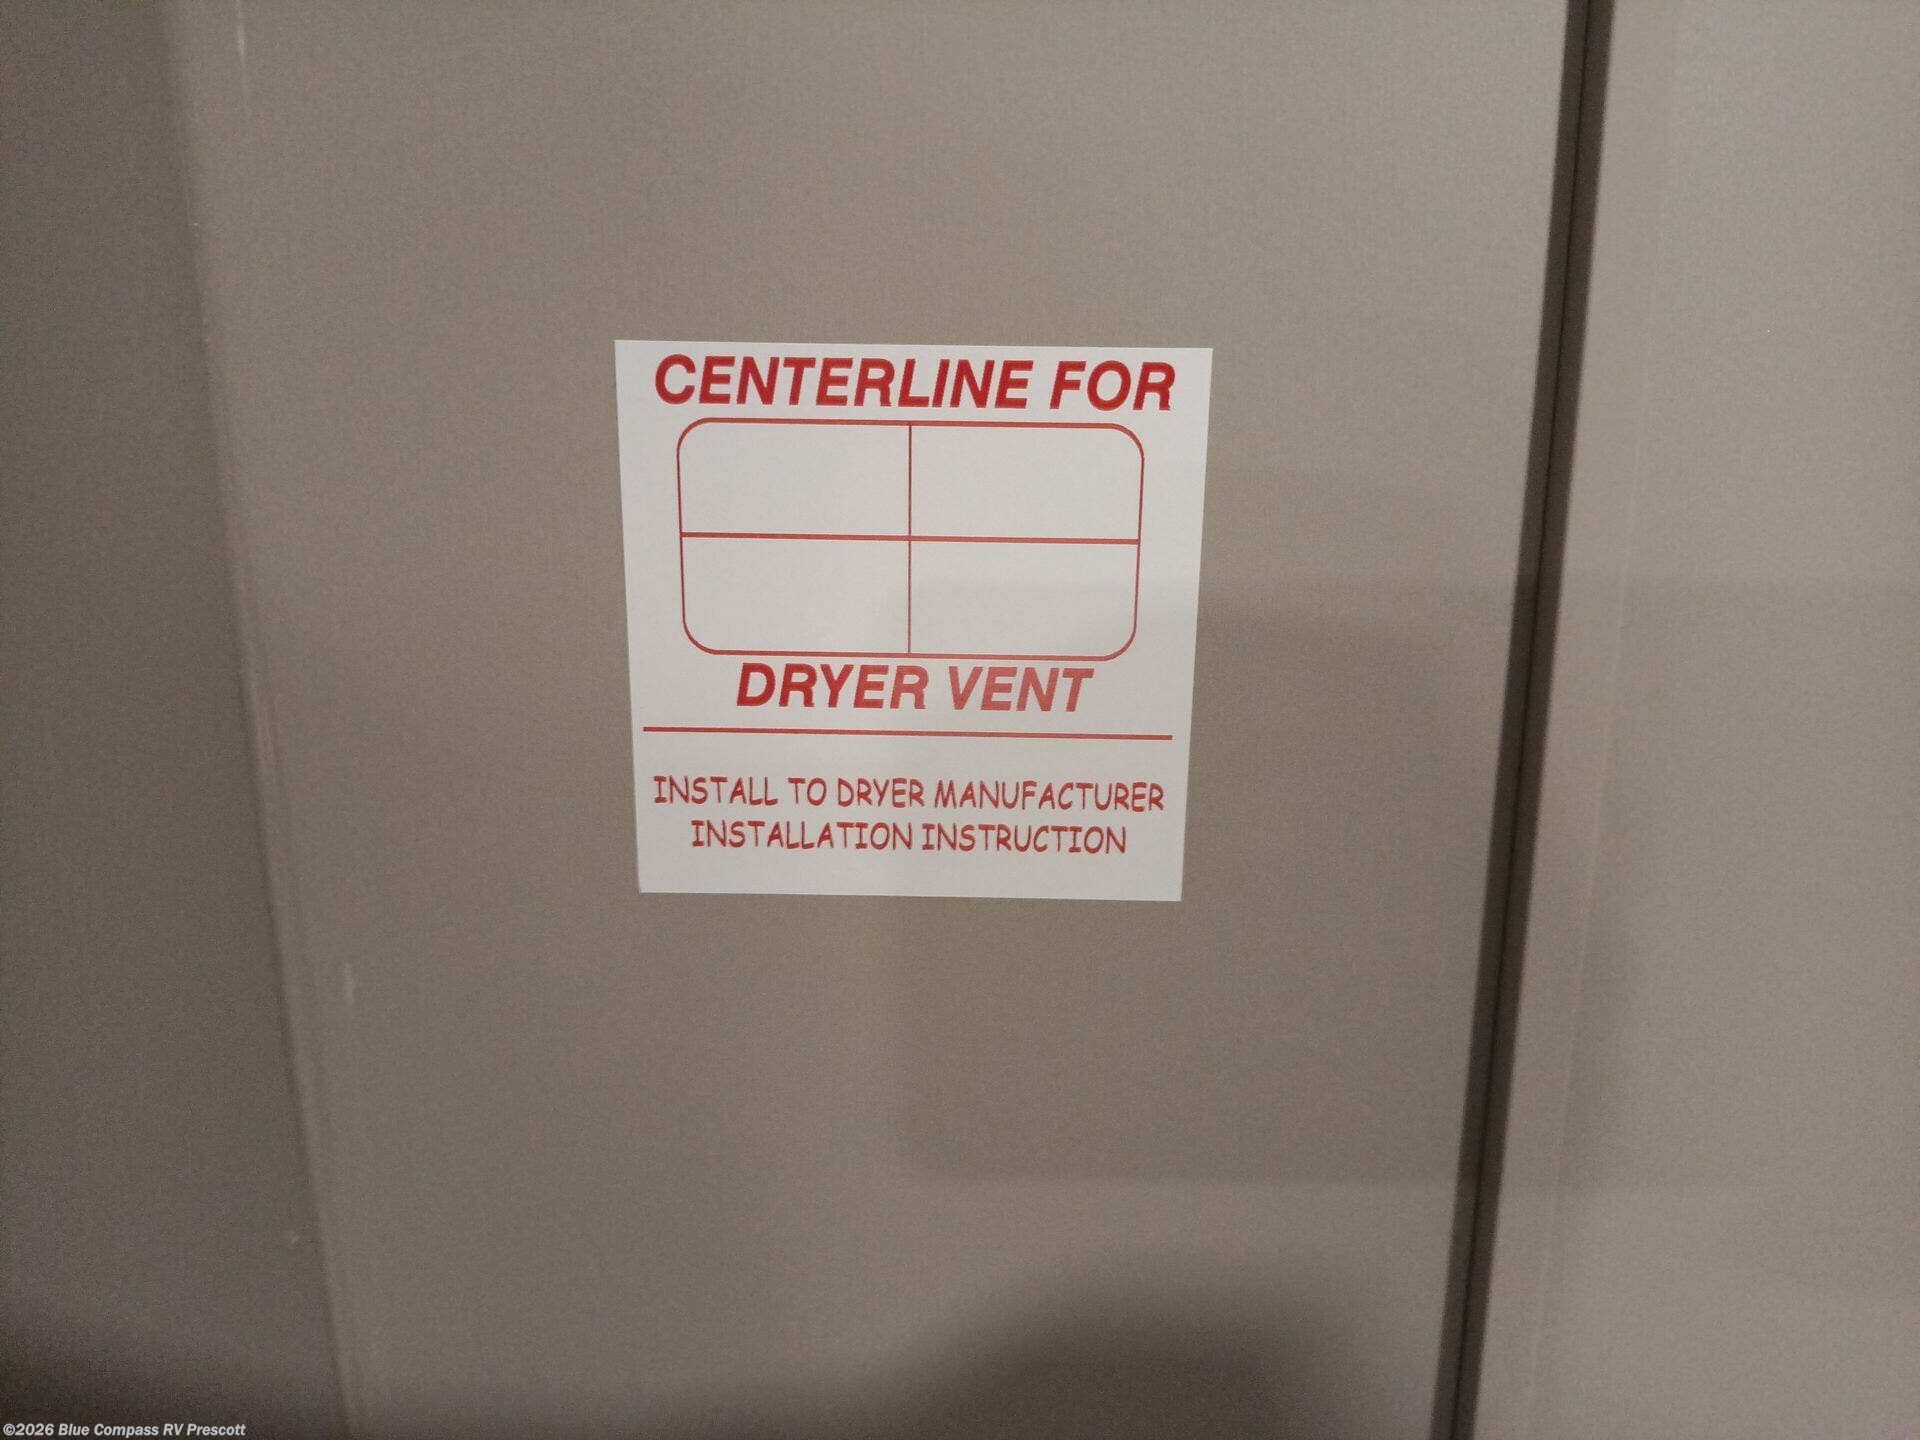 CENTERLINE FOR
DRYER VENT
INSTALL TO DRYER MANUFACTURER
INSTALLATION INSTRUCTION
©2026 Blue Compass RV Prescott